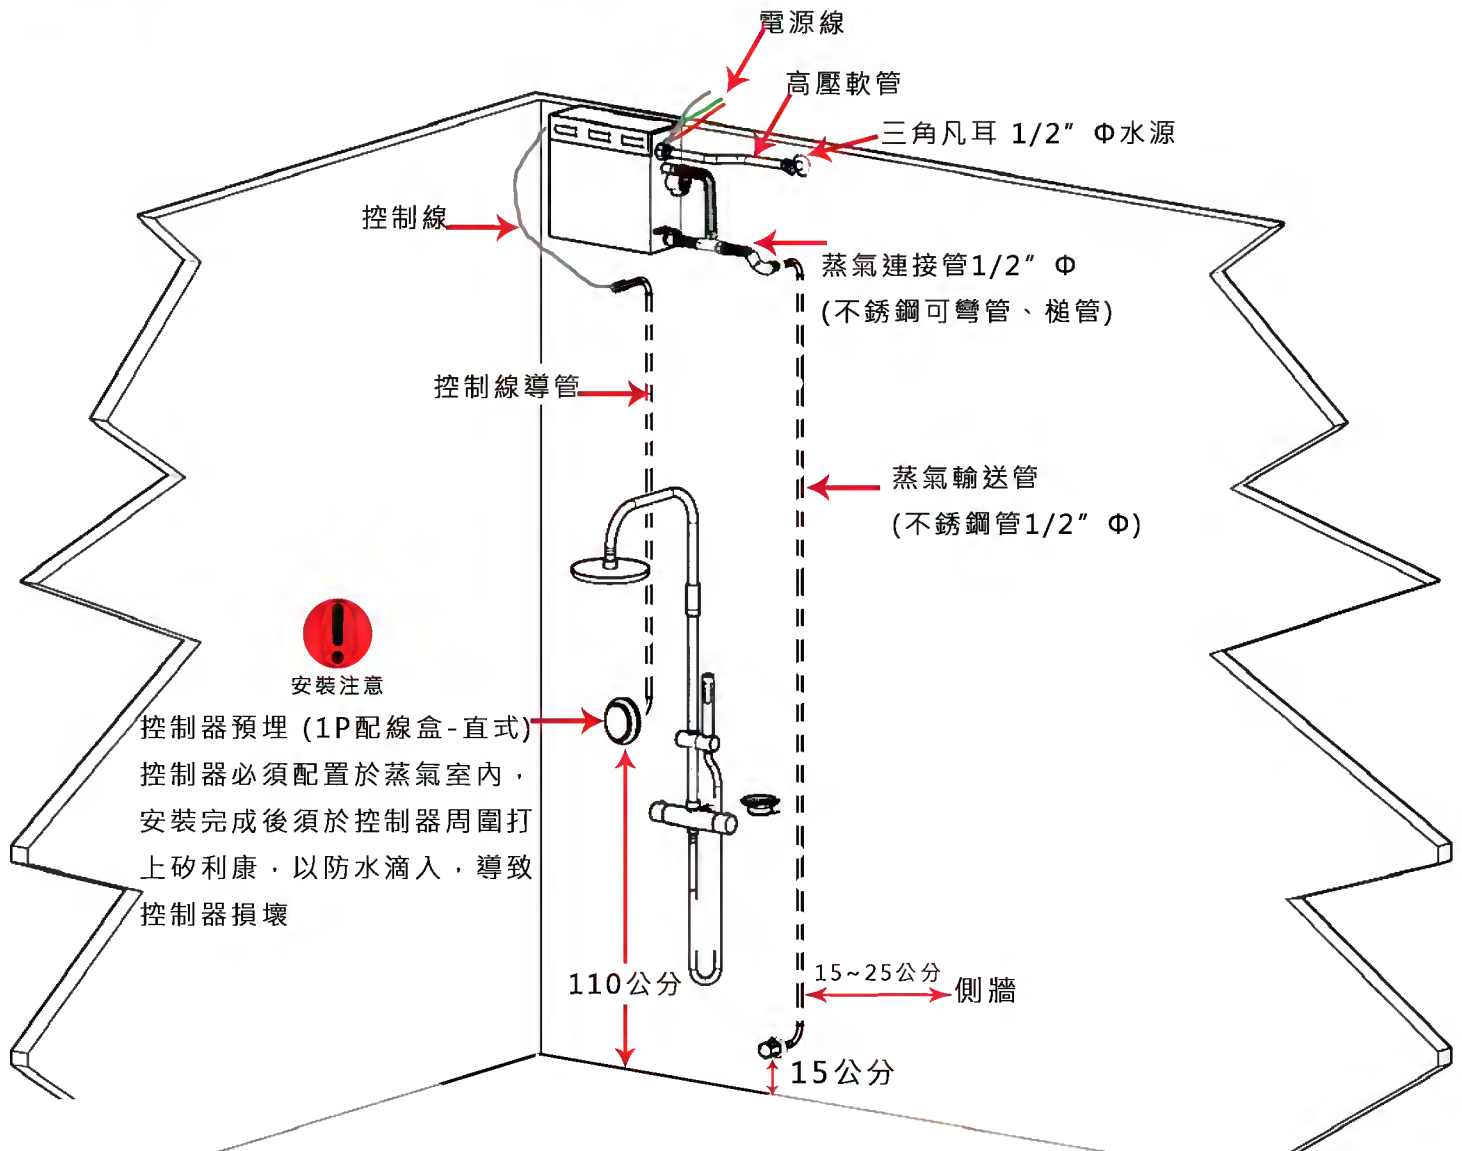 電源線
高壓軟管
三角凡耳 1/2" Φ水源
控制線
蒸氣連接管1/2" Φ
(不銹鋼可彎管、槌管)
控制線導管
蒸氣輸送管
(不銹鋼管1/2" Φ)
安裝注意
控制器預埋 (1P配線盒-直式)
控制器必須配置於蒸氣室內，
安裝完成後須於控制器周圍打
上矽利康，以防水滴入，導致
控制器損壞
110公分
15~25公分
側牆
15公分